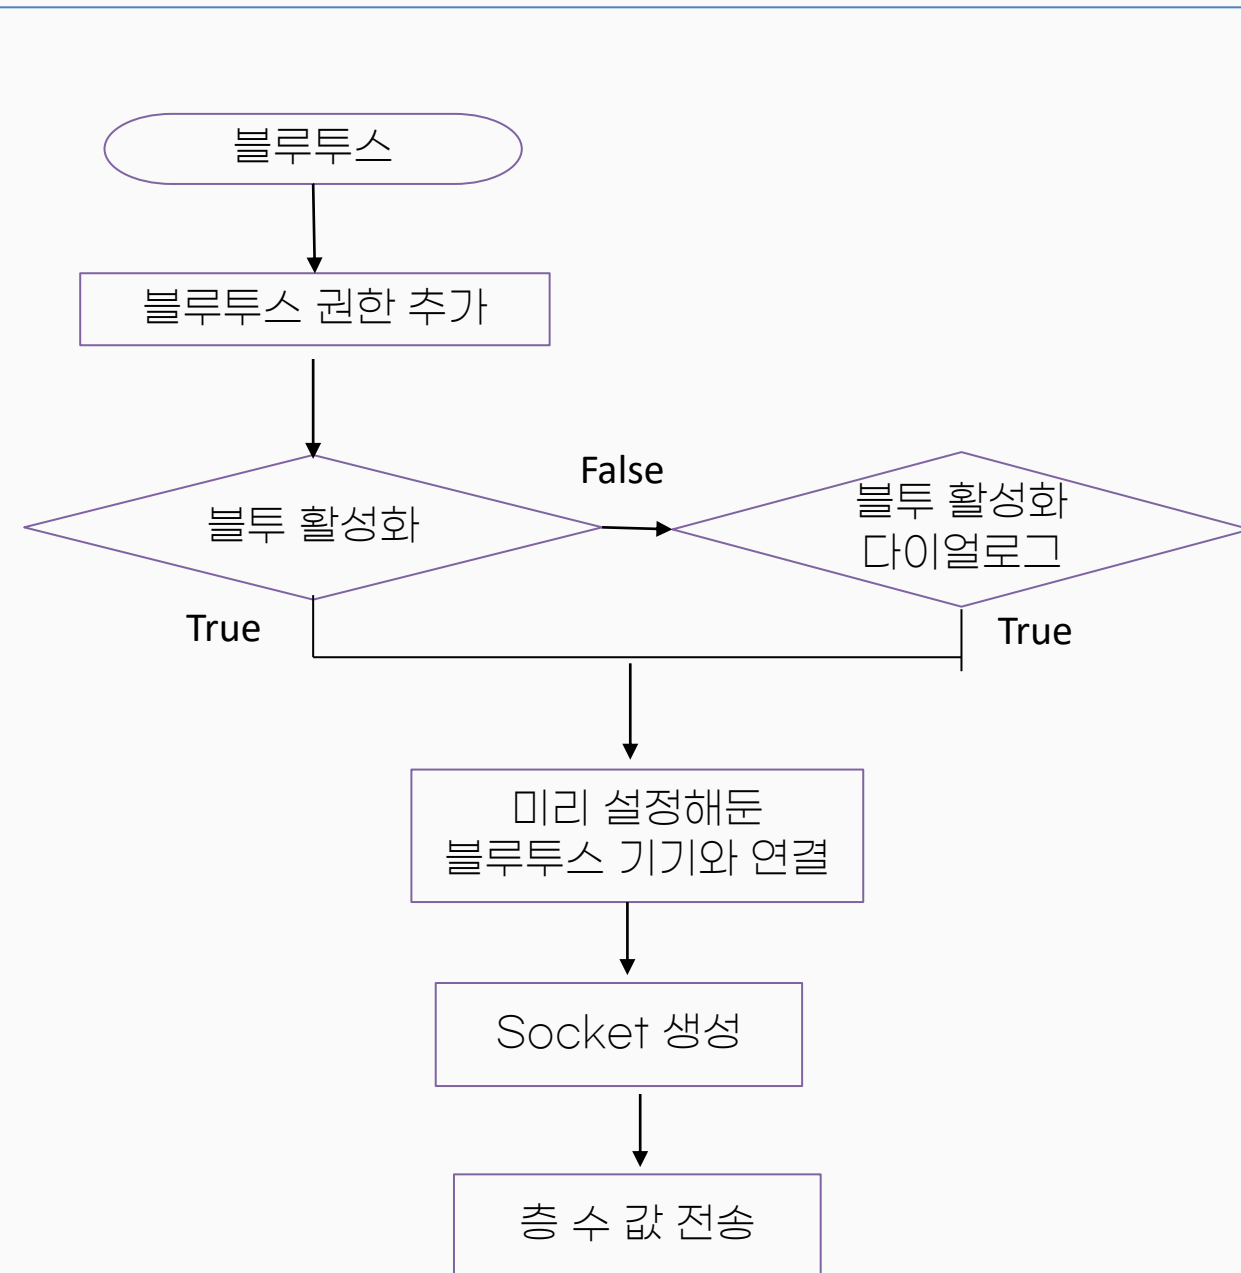 블루투스
블루투스 권한 추가
False
블투 활성화
블투 활성화
다이얼로그
True
True
미리 설정해둔
블루투스 기기와 연결
Socket 생성
층 수 값 전송